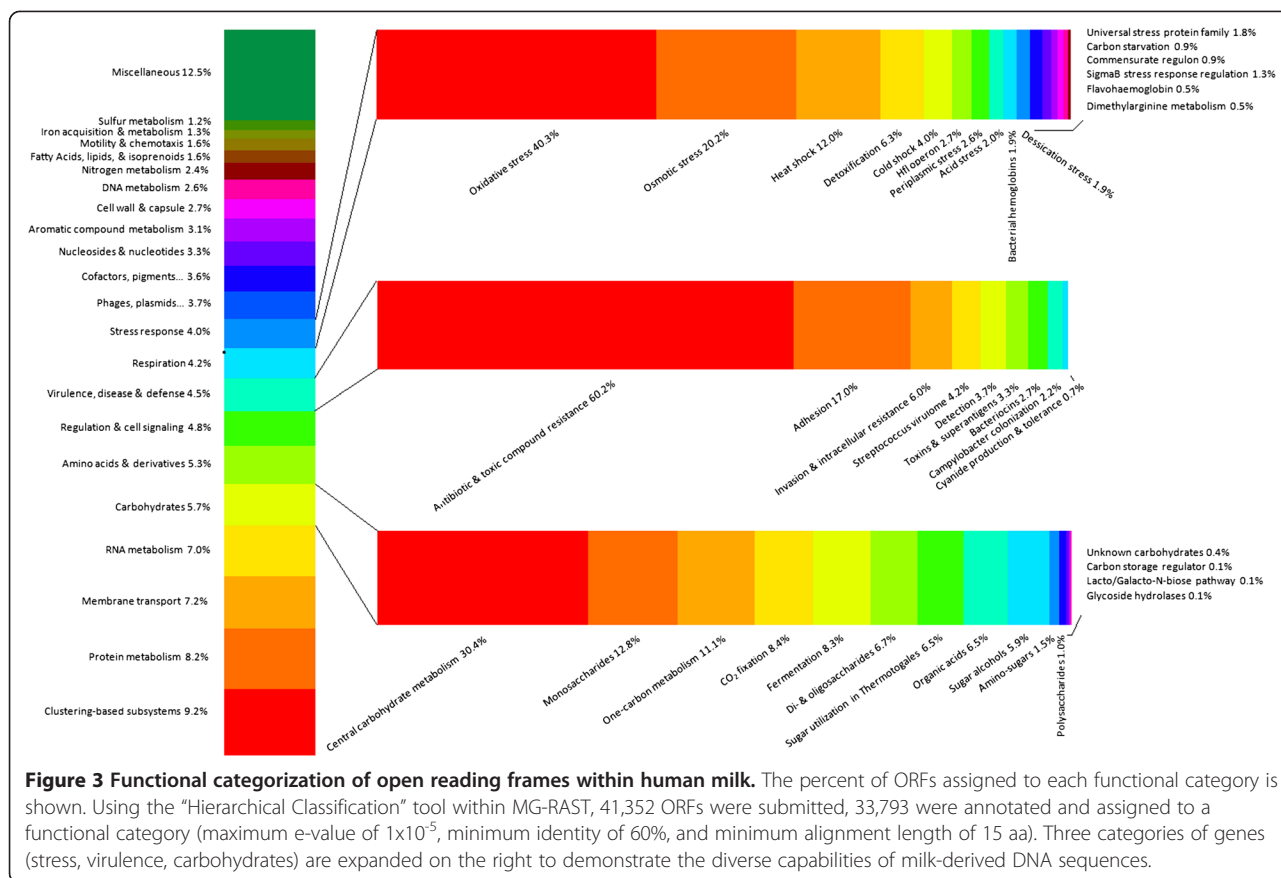 Miscellaneous 12.5%
Sulfur metabolism 1.2%
Iron acquisition & metabolism 1.3%
Motility & chemotaxis 1.6%
Fatty Acids, lipids, & isoprenoids 1.6%
Nitrogen metabolism 2.4%
DNA metabolism 2.6%
Cell wall & capsule 2.7%
Aromatic compound metabolism 3.1%
Nucleosides & nucleotides 3.3%
Cofactors, pigments... 3.6%
Phages, plasmids... 3.7%
Stress response 4.0%
Respiration 4.2%
Virulence, disease & defense 4.5%
Regulation & cell signaling 4.8%
Amino acids & derivatives 5.3%
Carbohydrates 5.7%
RNA metabolism 7.0%
Membrane transport 7.2%
Protein metabolism 8.2%
Clustering-based subsystems 9.2%
Oxidative stress 40.3%
Osmotic stress 20.2%
Heat shock 12.0%
Detoxification 6.3%
Cold shock 4.0%
Hfl operon 2.7%
Periplasmic stress 2.6%
Acid stress 2.0%
Bacterial hemoglobins 1.9%
Dessication stress 1.9%
Universal stress protein family 1.8%
Carbon starvation 0.9%
Commensurate regulon 0.9%
SigmaB stress response regulation 1.3%
Flavohaemoglobin 0.5%
Dimethylarginine metabolism 0.5%
Antibiotic & toxic compound resistance 60.2%
Adhesion 17.0%
Invasion & intracellular resistance 6.0%
Streptococcus viruiome 4.2%
Detection 3.7%
Toxins & superantigens 3.3%
Bacteriocins 2.7%
Campylobacter colonization 2.2%
Cyanide production & tolerance 0.7%
Central carbohydrate metabolism 30.4%
Monosaccharides 12.8%
One-carbon metabolism 11.1%
CO₂ fixation 8.4%
Fermentation 8.3%
Di- & oligosaccharides 6.7%
Sugar utilization in Thermotogales 6.5%
Organic acids 6.5%
Sugar alcohols 5.9%
Amino-sugars 1.5%
Polysaccharides 1.0%
Unknown carbohydrates 0.4%
Carbon storage regulator 0.1%
Lacto/Galacto-N-biose pathway 0.1%
Glycoside hydrolases 0.1%
Figure 3 Functional categorization of open reading frames within human milk. The percent of ORFs assigned to each functional category is
shown. Using the “Hierarchical Classification” tool within MG-RAST, 41,352 ORFs were submitted, 33,793 were annotated and assigned to a
functional category (maximum e-value of 1x10⁻⁵, minimum identity of 60%, and minimum alignment length of 15 aa). Three categories of genes
(stress, virulence, carbohydrates) are expanded on the right to demonstrate the diverse capabilities of milk-derived DNA sequences.